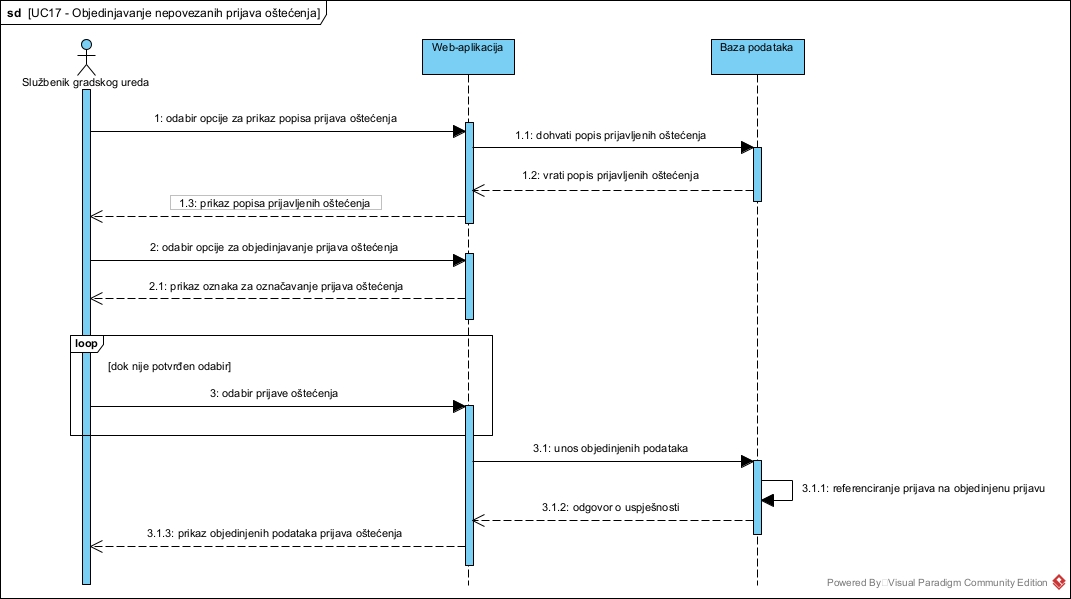 sd [UC17 - Objedinjavanje nepovezanih prijava oštećenja]
Službenik gradskog ureda
Web-aplikacija
Baza podataka
1: odabir opcije za prikaz popisa prijava oštećenja
1.1: dohvati popis prijavljenih oštećenja
1.2: vrati popis prijavljenih oštećenja
1.3: prikaz popisa prijavljenih oštećenja
2: odabir opcije za objedinjavanje prijava oštećenja
2.1: prikaz oznaka za označavanje prijava oštećenja
loop
[dok nije potvrđen odabir]
3: odabir prijave oštećenja
3.1: unos objedinjenih podataka
3.1.1: referenciranje prijava na objedinjenu prijavu
3.1.2: odgovor o uspješnosti
3.1.3: prikaz objedinjenih podataka prijava oštećenja
Powered By Visual Paradigm Community Edition